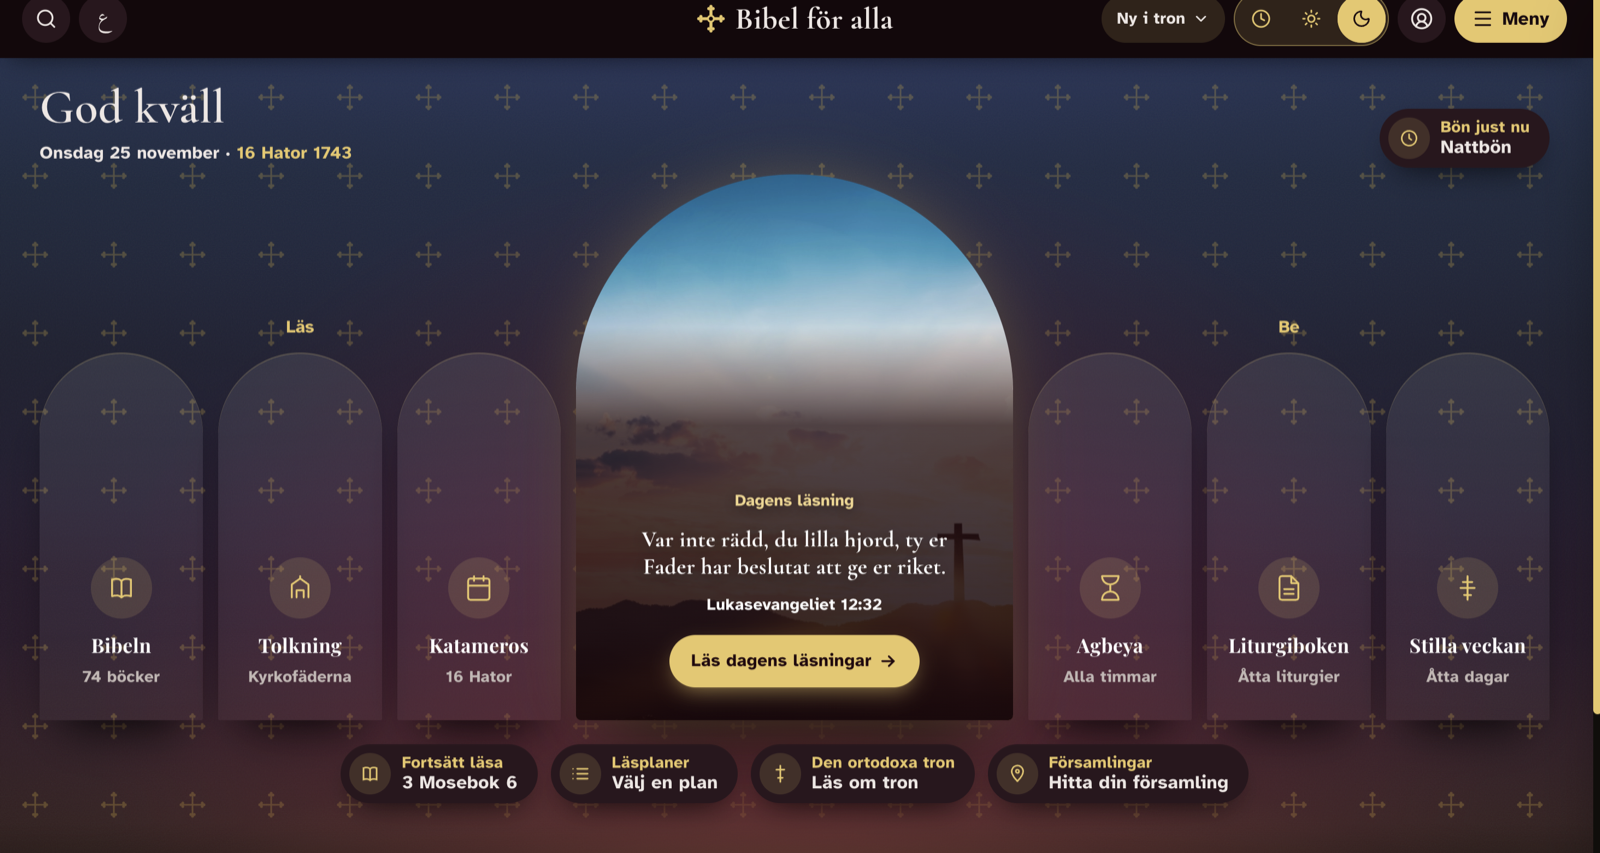 ع
Bibel för alla
Ny i tron
Meny
God kväll
Onsdag 25 november · 16 Hator 1743
Bön just nu
Nattbön
Läs
Be
Bibeln
74 böcker
Tolkning
Kyrkofäderna
Katameros
16 Hator
Dagens läsning
Var inte rädd, du lilla hjord, ty er
Fader har beslutat att ge er riket.
Lukasevangeliet 12:32
Läs dagens läsningar →
Agbeya
Alla timmar
Liturgiboken
Åtta liturgier
Stilla veckan
Åtta dagar
Fortsätt läsa
3 Mosebok 6
Läsplaner
Välj en plan
Den ortodoxa tron
Läs om tron
Församlingar
Hitta din församling